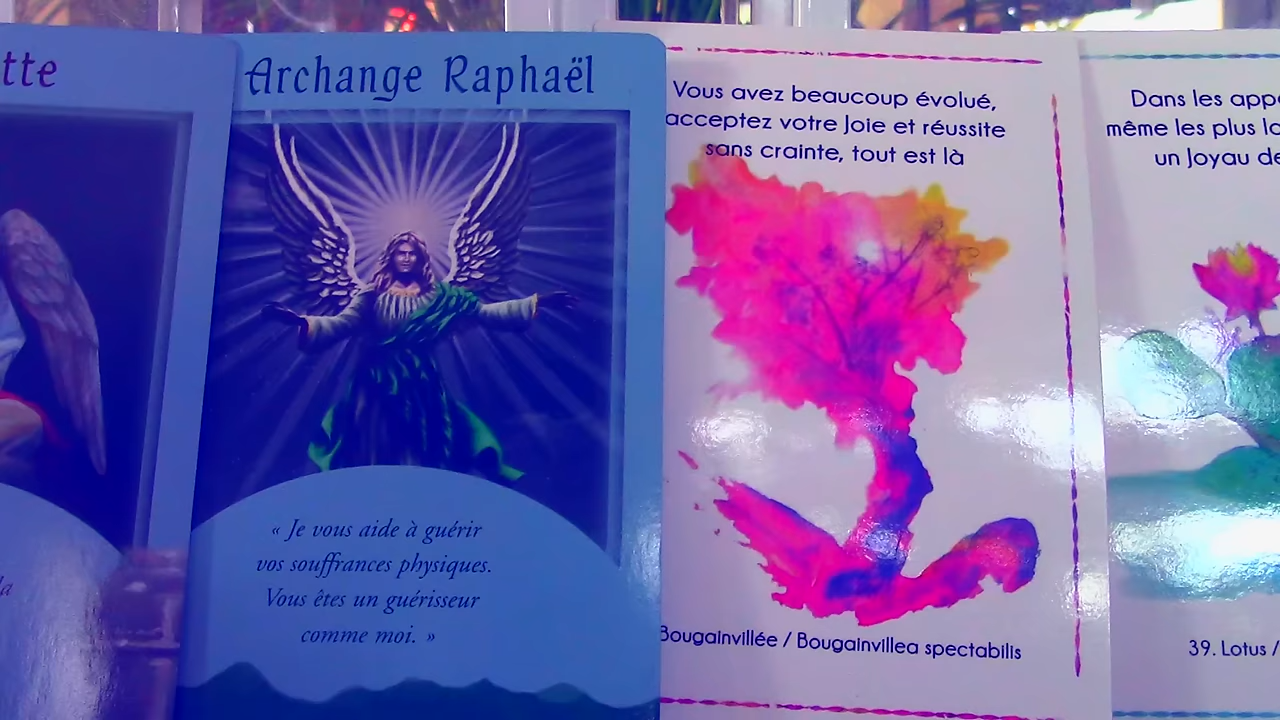 tte
Archange Raphaël
« Je vous aide à guérir
vos souffrances physiques.
Vous êtes un guérisseur
comme moi. »
Vous avez beaucoup évolué,
acceptez votre Joie et réussite
sans crainte, tout est là
Bougainvillée / Bougainvillea spectabilis
Dans les appa
même les plus
un Joyau de
39. Lotus /